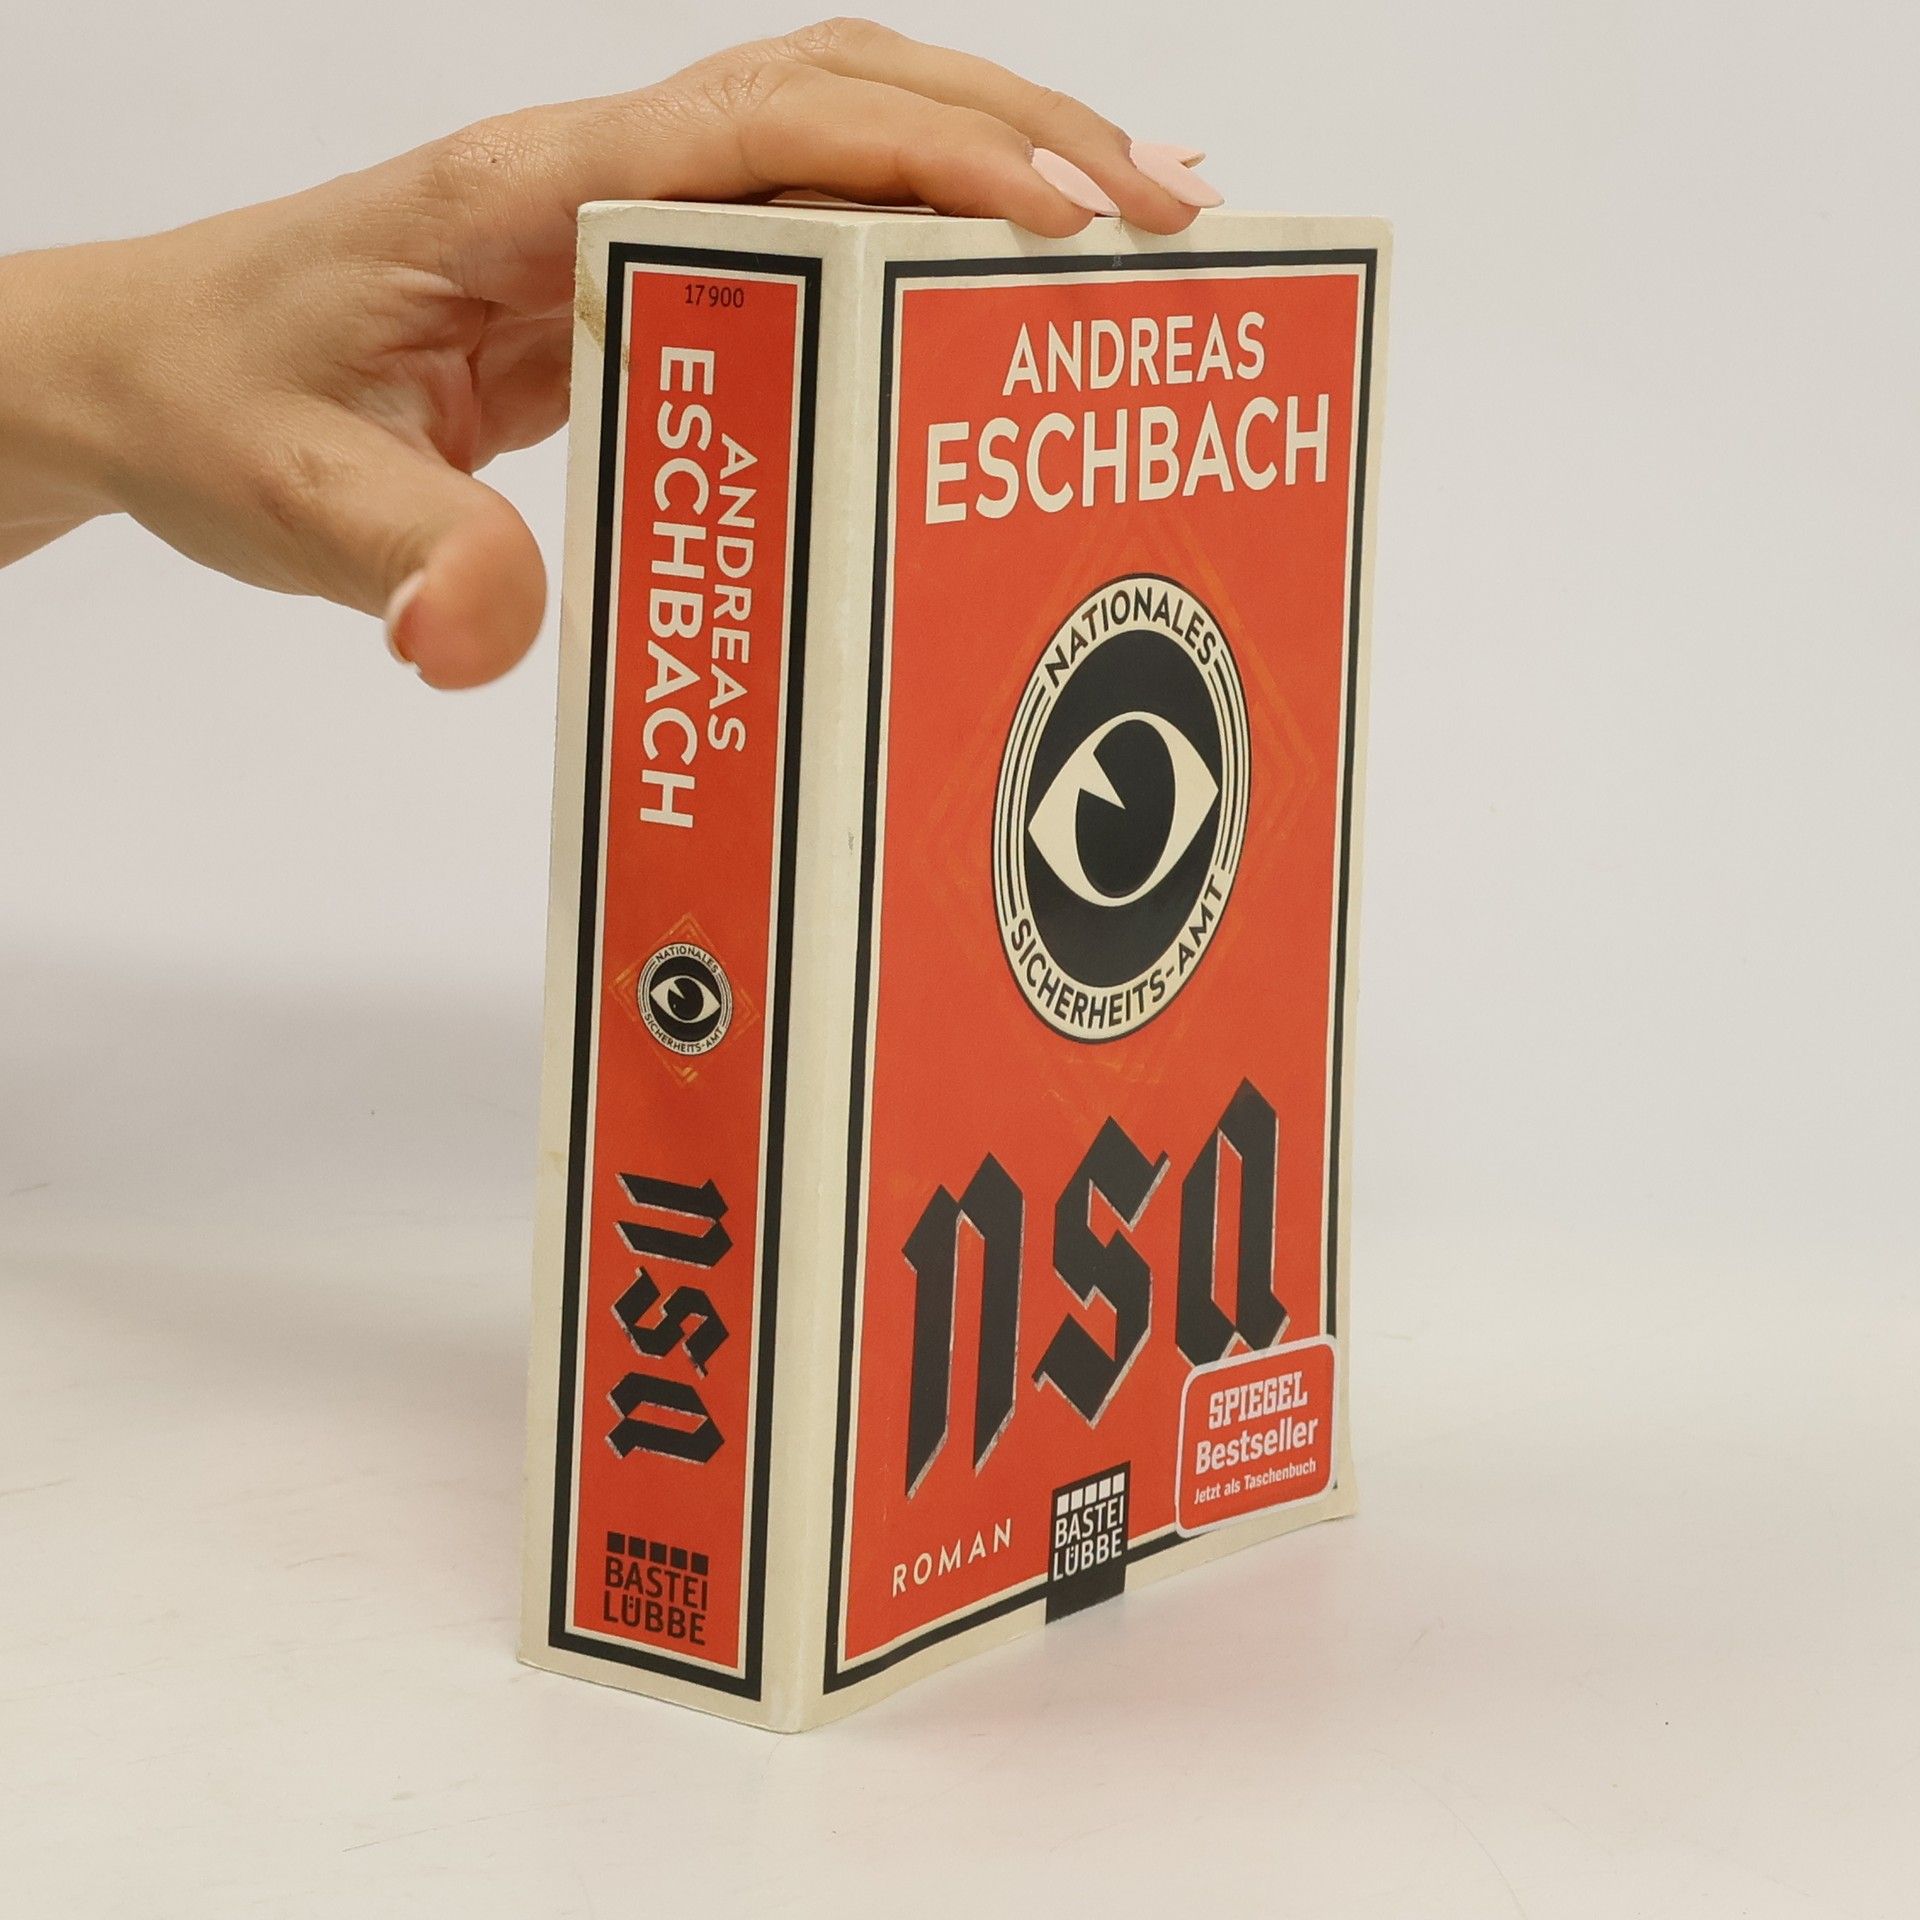 17900
ANDREAS
ESCHBACH
NATIONALES
SICHERHEITS-AMT
nsa
BASTEI
LÜBBE
ANDREAS
ESCHBACH
NATIONALES
SICHERHEITS-AMT
nsa
SPIEGEL
Bestseller
Jetzt als Taschenbuch
ROMAN
BASTEI
LÜBBE